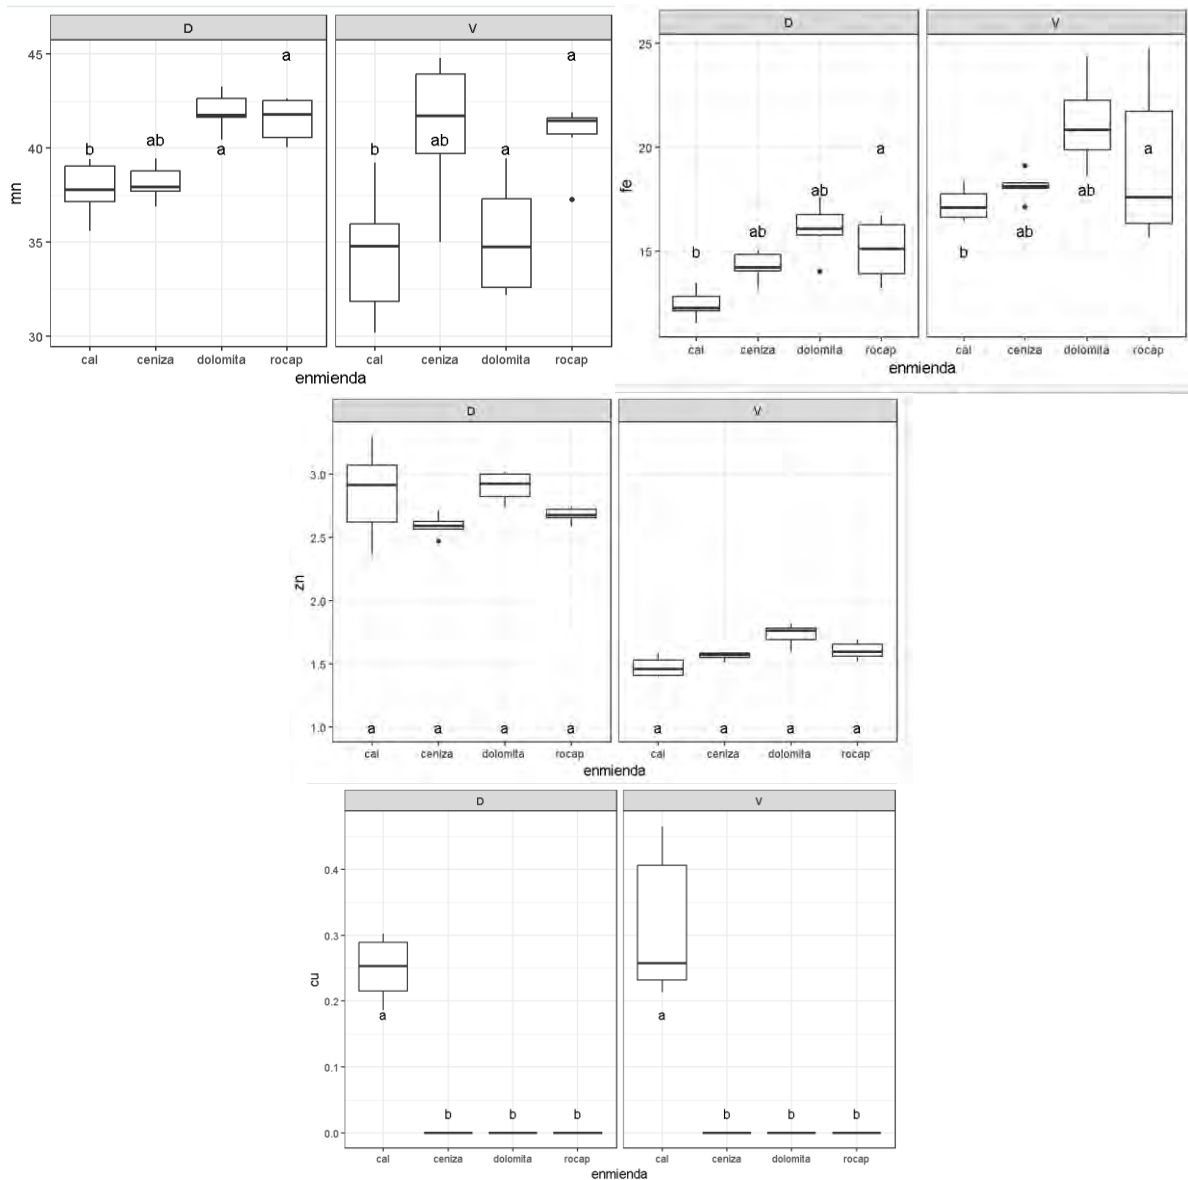 D V
45
40
35
30
mn
a a
b ab a b ab a
cal ceniza dolomita rocap cal ceniza dolomita rocap
enmienda
D V
25
20
15
fe
b ab ab a b ab ab a
cal ceniza dolomita rocap cal ceniza dolomita rocap
enmienda
D V
3.0
2.5
2.0
1.5
1.0
zn
a a a a a a a a
cal ceniza dolomita rocap cal ceniza dolomita rocap
enmienda
D V
0.4
0.3
0.2
0.1
0.0
cu
a b b b a b b b
cal ceniza dolomita rocap cal ceniza dolomita rocap
enmienda